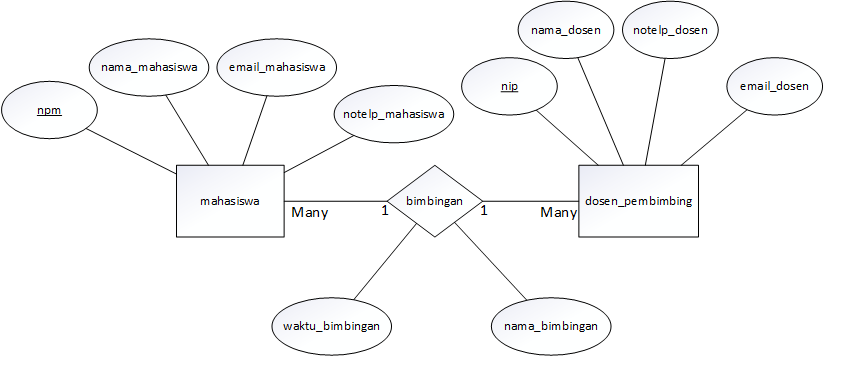 nama_dosen
notelp_dosen
nama_mahasiswa
email_mahasiswa
nip
email_dosen
npm
notelp_mahasiswa
mahasiswa
Many
1
bimbingan
1
Many
dosen_pembimbing
waktu_bimbingan
nama_bimbingan